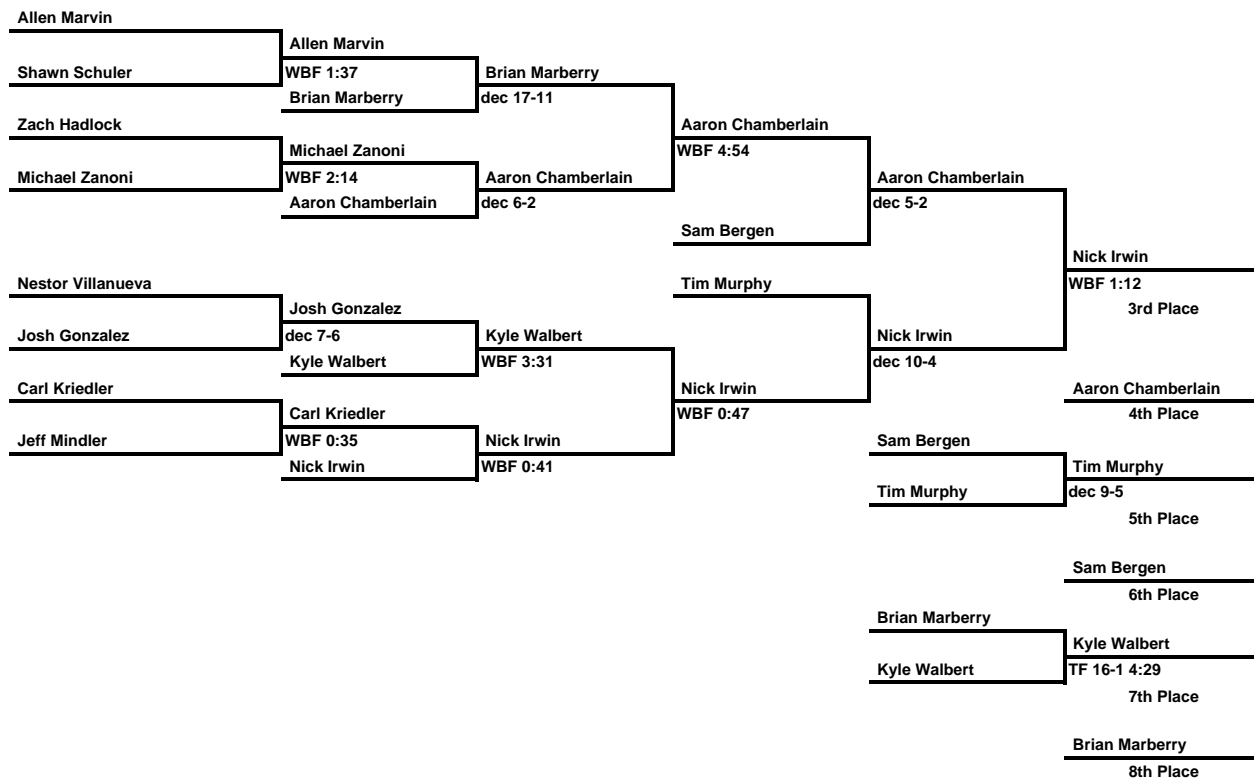 Allen Marvin
Allen Marvin
Shawn Schuler
WBF 1:37
Brian Marberry
Brian Marberry
dec 17-11
Zach Hadlock
Aaron Chamberlain
Michael Zanoni
WBF 4:54
Michael Zanoni
WBF 2:14
Aaron Chamberlain
Aaron Chamberlain
Aaron Chamberlain
dec 6-2
dec 5-2
Sam Bergen
Nick Irwin
Nestor Villanueva
Tim Murphy
WBF 1:12
Josh Gonzalez
3rd Place
Josh Gonzalez
dec 7-6
Kyle Walbert
Nick Irwin
Kyle Walbert
WBF 3:31
dec 10-4
Carl Kriedler
Nick Irwin
Aaron Chamberlain
Carl Kriedler
WBF 0:47
4th Place
Jeff Mindler
WBF 0:35
Nick Irwin
Sam Bergen
Nick Irwin
WBF 0:41
Tim Murphy
Tim Murphy
dec 9-5
5th Place
Sam Bergen
6th Place
Brian Marberry
Kyle Walbert
Kyle Walbert
TF 16-1 4:29
7th Place
Brian Marberry
8th Place